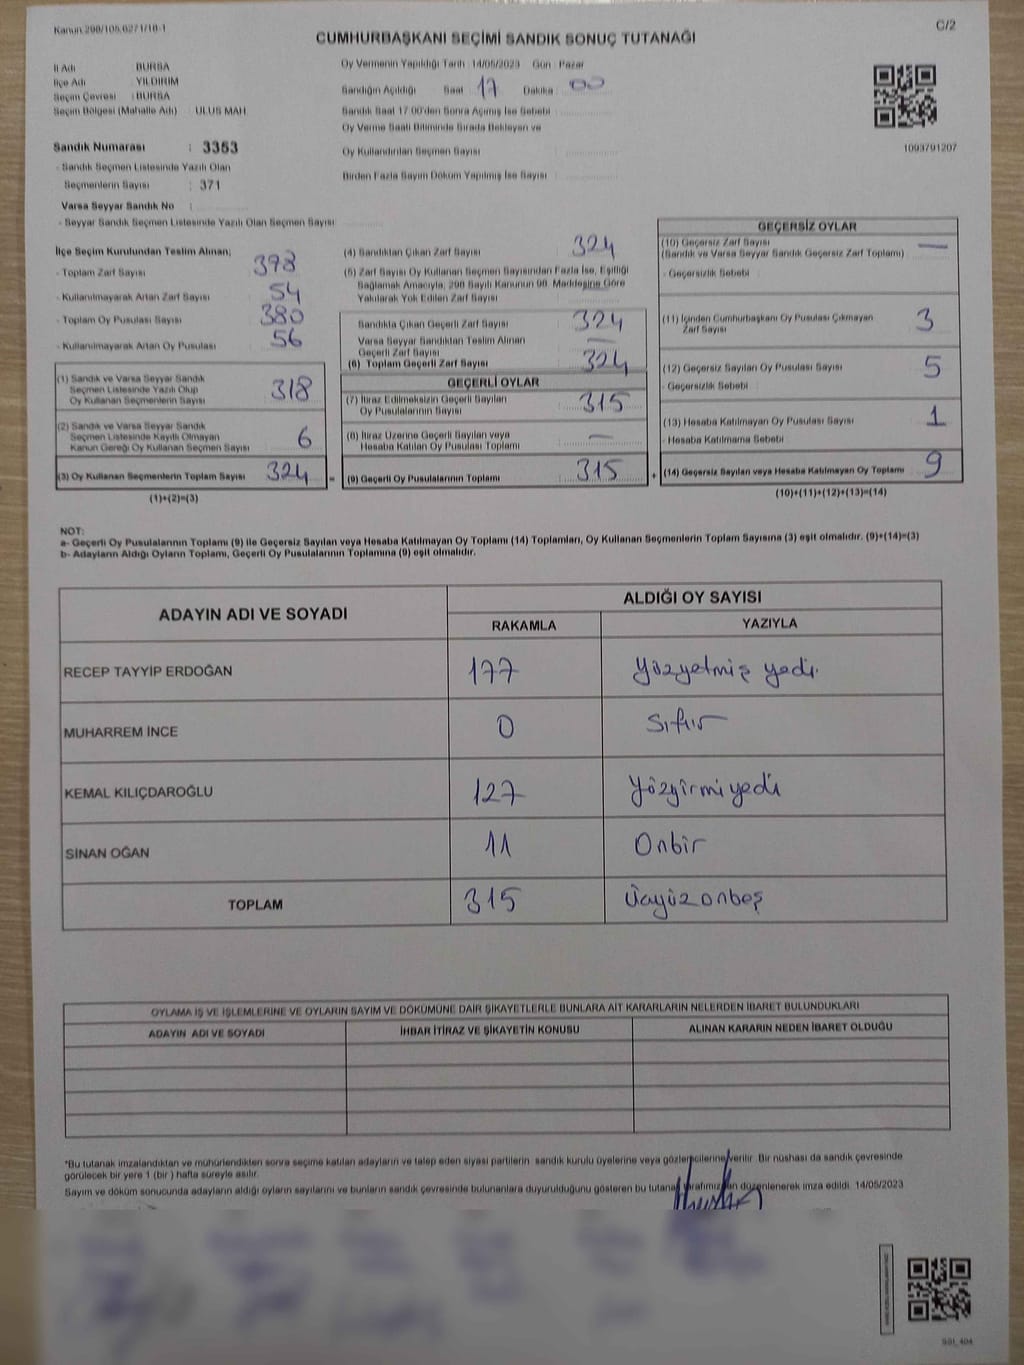 Kanun:298/105,6271/18-1
C/2
CUMHURBAŞKANI SEÇİMİ SANDIK SONUÇ TUTANAĞI
İl Adı : BURSA
İlçe Adı : YILDIRIM
Seçim Çevresi : BURSA
Seçim Bölgesi (Mahalle Adı) : ULUS MAH
Sandık Numarası : 3353
- Sandık Seçmen Listesinde Yazılı Olan
Seçmenlerin Sayısı : 371
Varsa Seyyar Sandık No :
- Seyyar Sandık Seçmen Listesinde Yazılı Olan Seçmen Sayısı:
Oy Vermenin Yapıldığı Tarih :14/05/2023 Gün : Pazar
Sandığın Açıldığı Saat 17 Dakika : 00
Sandık Saat 17:00'den Sonra Açılmış İse Sebebi :
Oy Verme Saati Bitiminde Sırada Bekleyen ve
Oy Kullandırılan Seçmen Sayısı :
Birden Fazla Sayım Döküm Yapılmış İse Sayısı :
1093791207
İlçe Seçim Kurulundan Teslim Alınan;
- Toplam Zarf Sayısı : 378
- Kullanılmayarak Artan Zarf Sayısı : 54
- Toplam Oy Pusulası Sayısı : 380
- Kullanılmayarak Artan Oy Pusulası : 56
(1) Sandık ve Varsa Seyyar Sandık
Seçmen Listesinde Yazılı Olup
Oy Kullanan Seçmenlerin Sayısı : 318
(2) Sandık ve Varsa Seyyar Sandık
Seçmen Listesinde Kayıtlı Olmayan
Kanun Gereği Oy Kullanan Seçmen Sayısı : 6
(3) Oy Kullanan Seçmenlerin Toplam Sayısı : 324
(1)+(2)=(3)
(4) Sandıktan Çıkan Zarf Sayısı : 324
(5) Zarf Sayısı Oy Kullanan Seçmen Sayısından Fazla İse, Eşitliği
Sağlamak Amacıyla, 298 Sayılı Kanunun 98. Maddesine Göre
Yakılarak Yok Edilen Zarf Sayısı : —
Sandıkta Çıkan Geçerli Zarf Sayısı : 324
Varsa Seyyar Sandıktan Teslim Alınan
Geçerli Zarf Sayısı : —
(6) Toplam Geçerli Zarf Sayısı : 324
GEÇERLİ OYLAR
(7) İtiraz Edilmeksizin Geçerli Sayılan
Oy Pusulalarının Sayısı : 315
(8) İtiraz Üzerine Geçerli Sayılan veya
Hesaba Katılan Oy Pusulası Toplamı : —
= (9) Geçerli Oy Pusulalarının Toplamı : 315
GEÇERSİZ OYLAR
(10) Geçersiz Zarf Sayısı : —
(Sandık ve Varsa Seyyar Sandık Geçersiz Zarf Toplamı)
- Geçersizlik Sebebi :
(11) İçinden Cumhurbaşkanı Oy Pusulası Çıkmayan
Zarf Sayısı : 3
(12) Geçersiz Sayılan Oy Pusulası Sayısı : 5
- Geçersizlik Sebebi :
(13) Hesaba Katılmayan Oy Pusulası Sayısı : 1
- Hesaba Katılmama Sebebi :
+ (14) Geçersiz Sayılan veya Hesaba Katılmayan Oy Toplamı : 9
(10)+(11)+(12)+(13)=(14)
NOT:
a- Geçerli Oy Pusulalarının Toplamı (9) ile Geçersiz Sayılan veya Hesaba Katılmayan Oy Toplamı (14) Toplamları, Oy Kullanan Seçmenlerin Toplam Sayısına (3) eşit olmalıdır. (9)+(14)=(3)
b- Adayların Aldığı Oyların Toplamı, Geçerli Oy Pusulalarının Toplamına (9) eşit olmalıdır.
ADAYIN ADI VE SOYADI
ALDIĞI OY SAYISI
RAKAMLA YAZIYLA
RECEP TAYYİP ERDOĞAN 177 Yüzyetmiş yedi
MUHARREM İNCE 0 Sıfır
KEMAL KILIÇDAROĞLU 127 Yüzyirmiyedi
SİNAN OĞAN 11 Onbir
TOPLAM 315 Üçyüzonbeş
OYLAMA İŞ VE İŞLEMLERİNE VE OYLARIN SAYIM VE DÖKÜMÜNE DAİR ŞİKAYETLERLE BUNLARA AİT KARARLARIN NELERDEN İBARET BULUNDUKLARI
ADAYIN ADI VE SOYADI İHBAR İTİRAZ VE ŞİKAYETİN KONUSU ALINAN KARARIN NEDEN İBARET OLDUĞU
*Bu tutanak imzalandıktan ve mühürlendikten sonra seçime katılan adayların ve talep eden siyasi partilerin sandık kurulu üyelerine veya gözlemcilerine verilir. Bir nüshası da sandık çevresinde
görülecek bir yere 1 (bir ) hafta süreyle asılır.
Sayım ve döküm sonucunda adayların aldığı oyların sayılarını ve bunların sandık çevresinde bulunanlara duyurulduğunu gösteren bu tutanak tarafımızdan düzenlenerek imza edildi. 14/05/2023